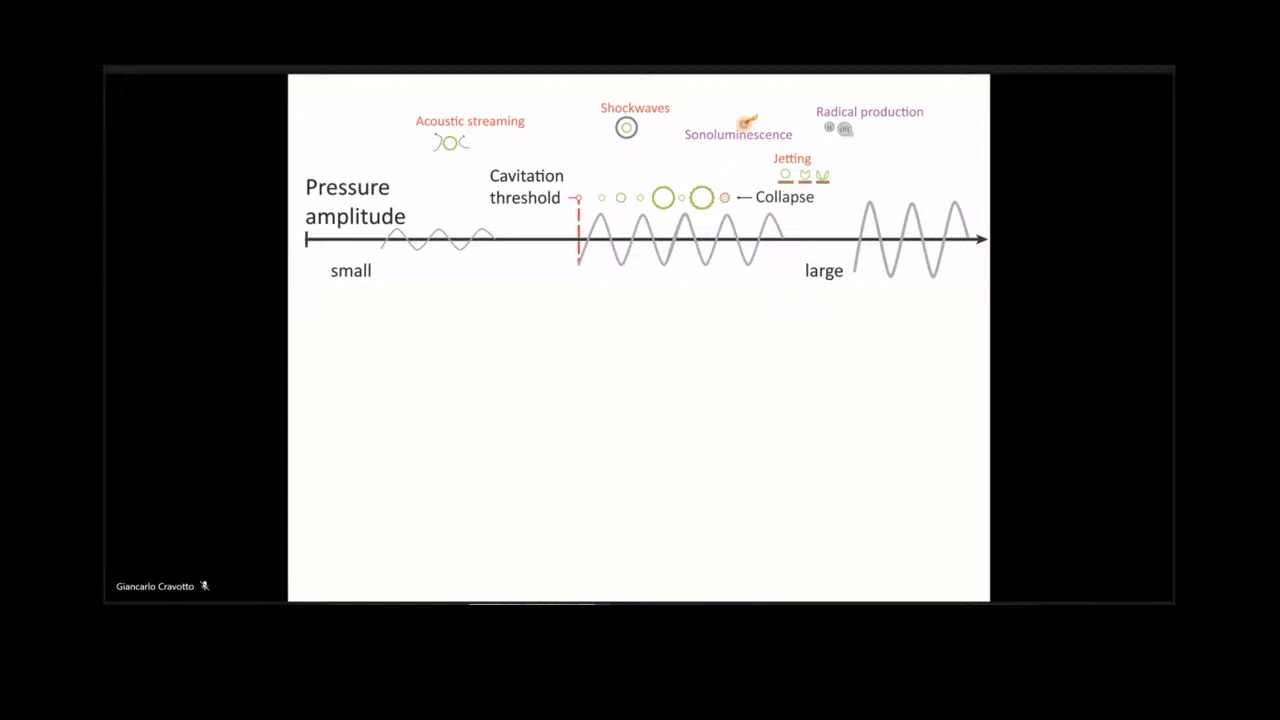 Acoustic streaming
Shockwaves
Sonoluminescence
Radical production
Jetting
Cavitation
threshold
Collapse
Pressure
amplitude
small
large
Giancarlo Cravotto